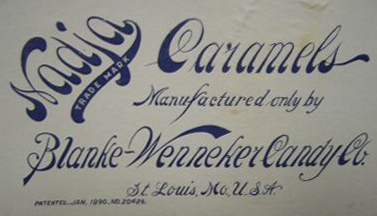 Nadja
TRADE MARK
Caramels
Manufactured only by
Blanke-Wenneker Candy Co.
St. Louis, Mo. U.S.A.
PATENTED. JAN. 1890. NO. 20426.